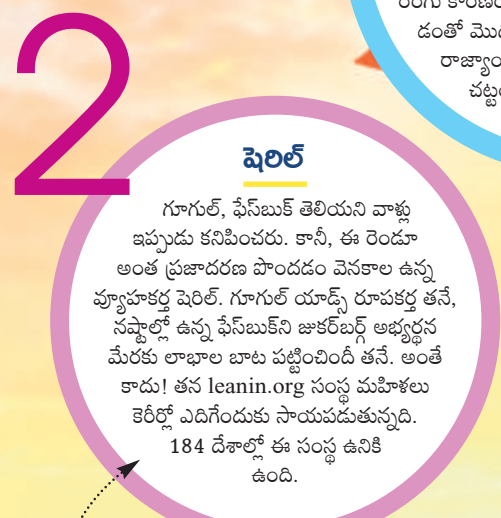 2
రంగు
డంతో
చట్టం
షెరిల్
గూగుల్, ఫేస్‌బుక్ తెలియని వాళ్లు
ఇప్పుడు కనిపించరు. కానీ, ఈ రెండూ
అంత ప్రజాదరణ పొందడం వెనకాల ఉన్న
వ్యూహకర్త షెరిల్. గూగుల్ యాడ్స్ రూపకర్త తనే,
నష్టాల్లో ఉన్న ఫేస్‌బుక్‌ని జుకర్‌బర్గ్ అభ్యర్థన
మేరకు లాభాల బాట పట్టించిందీ తనే. అంతే
కాదు! తన leanin.org సంస్థ మహిళలు
కెరీర్లో ఎదిగేందుకు సాయపడుతున్నది.
184 దేశాల్లో ఈ సంస్థ ఉనికి
ఉంది.